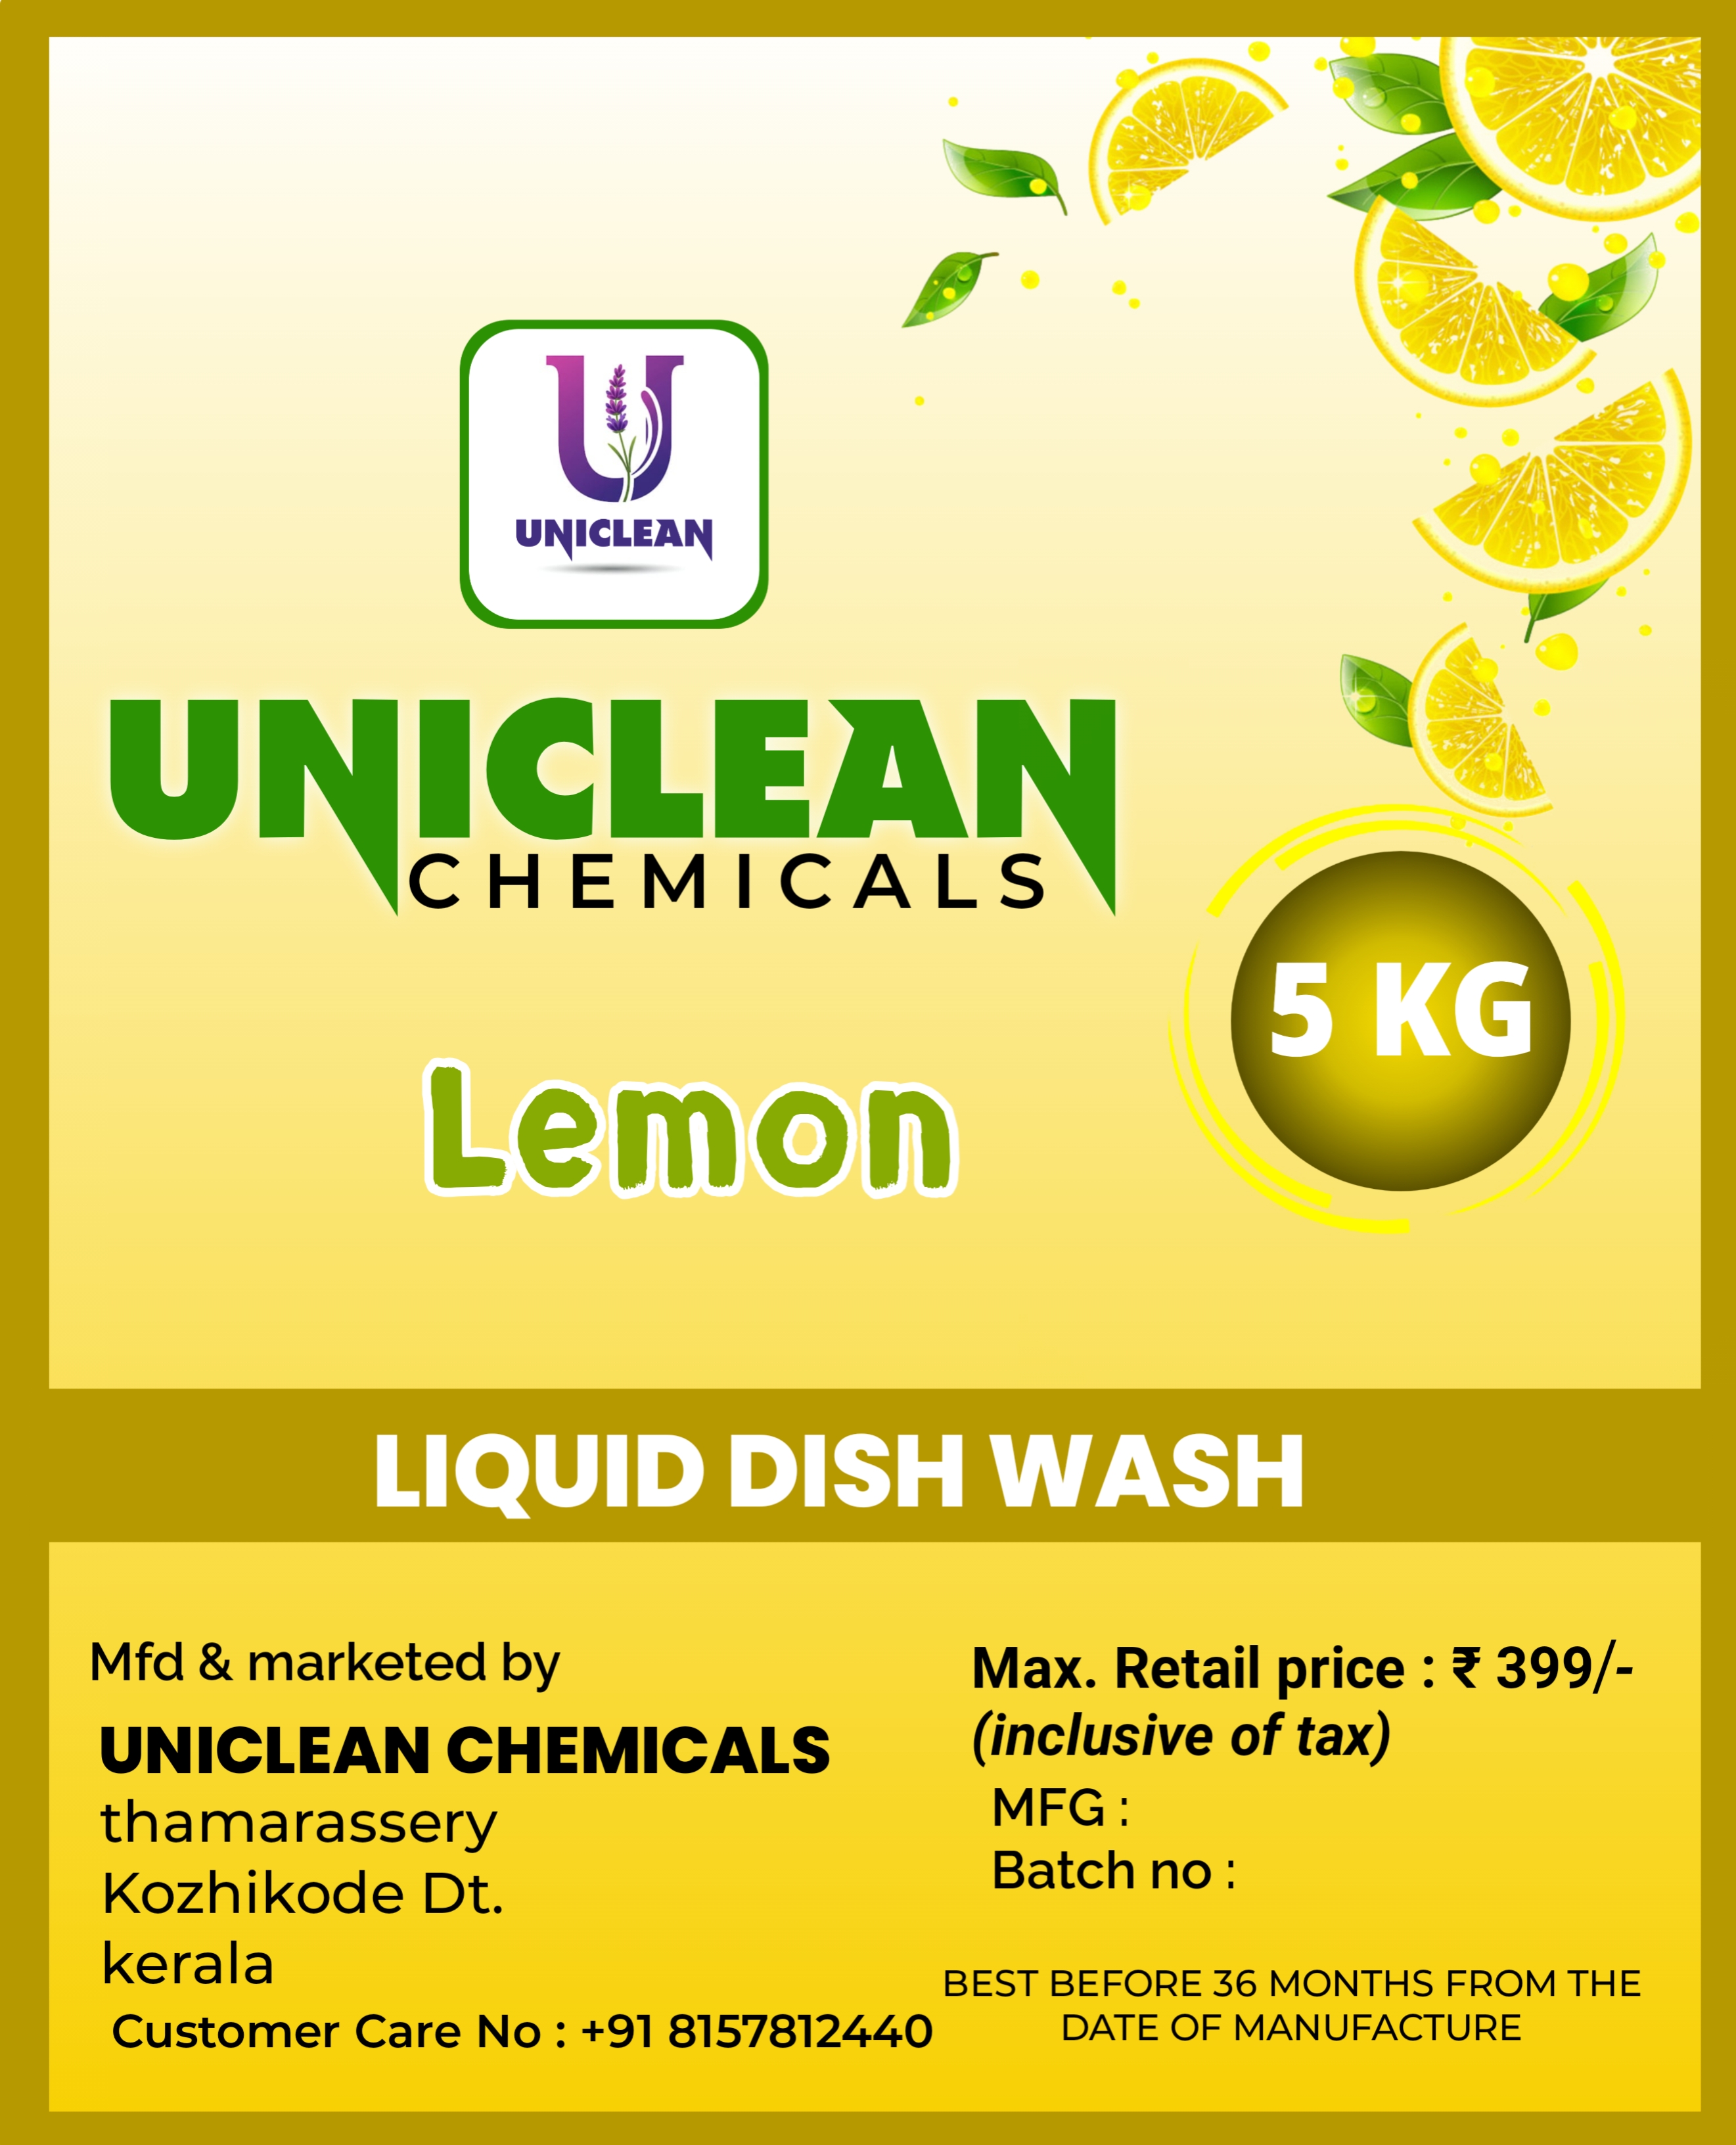 U
UNICLEAN
UNICLEAN
CHEMICALS
5 KG
Lemon
LIQUID DISH WASH
Mfd & marketed by
UNICLEAN CHEMICALS
thamarassery
Kozhikode Dt.
kerala
Customer Care No : +91 8157812440
Max. Retail price : ₹ 399/-
(inclusive of tax)
MFG :
Batch no :
BEST BEFORE 36 MONTHS FROM THE
DATE OF MANUFACTURE